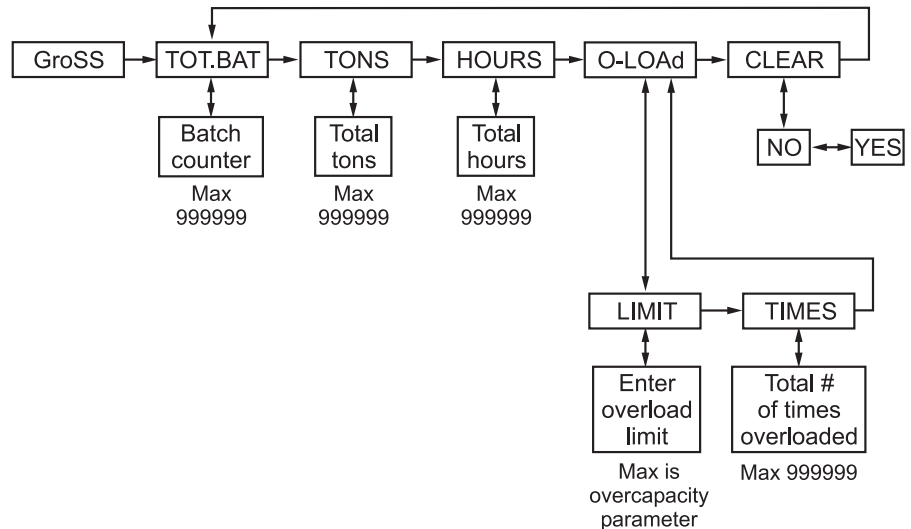 GroSS
TOT.BAT
TONS
HOURS
O-LOAd
CLEAR
Batch
counter
Max
999999
Total
tons
Max
999999
Total
hours
Max
999999
NO
YES
LIMIT
TIMES
Enter
overload
limit
Max is
overcapacity
parameter
Total #
of times
overloaded
Max 999999